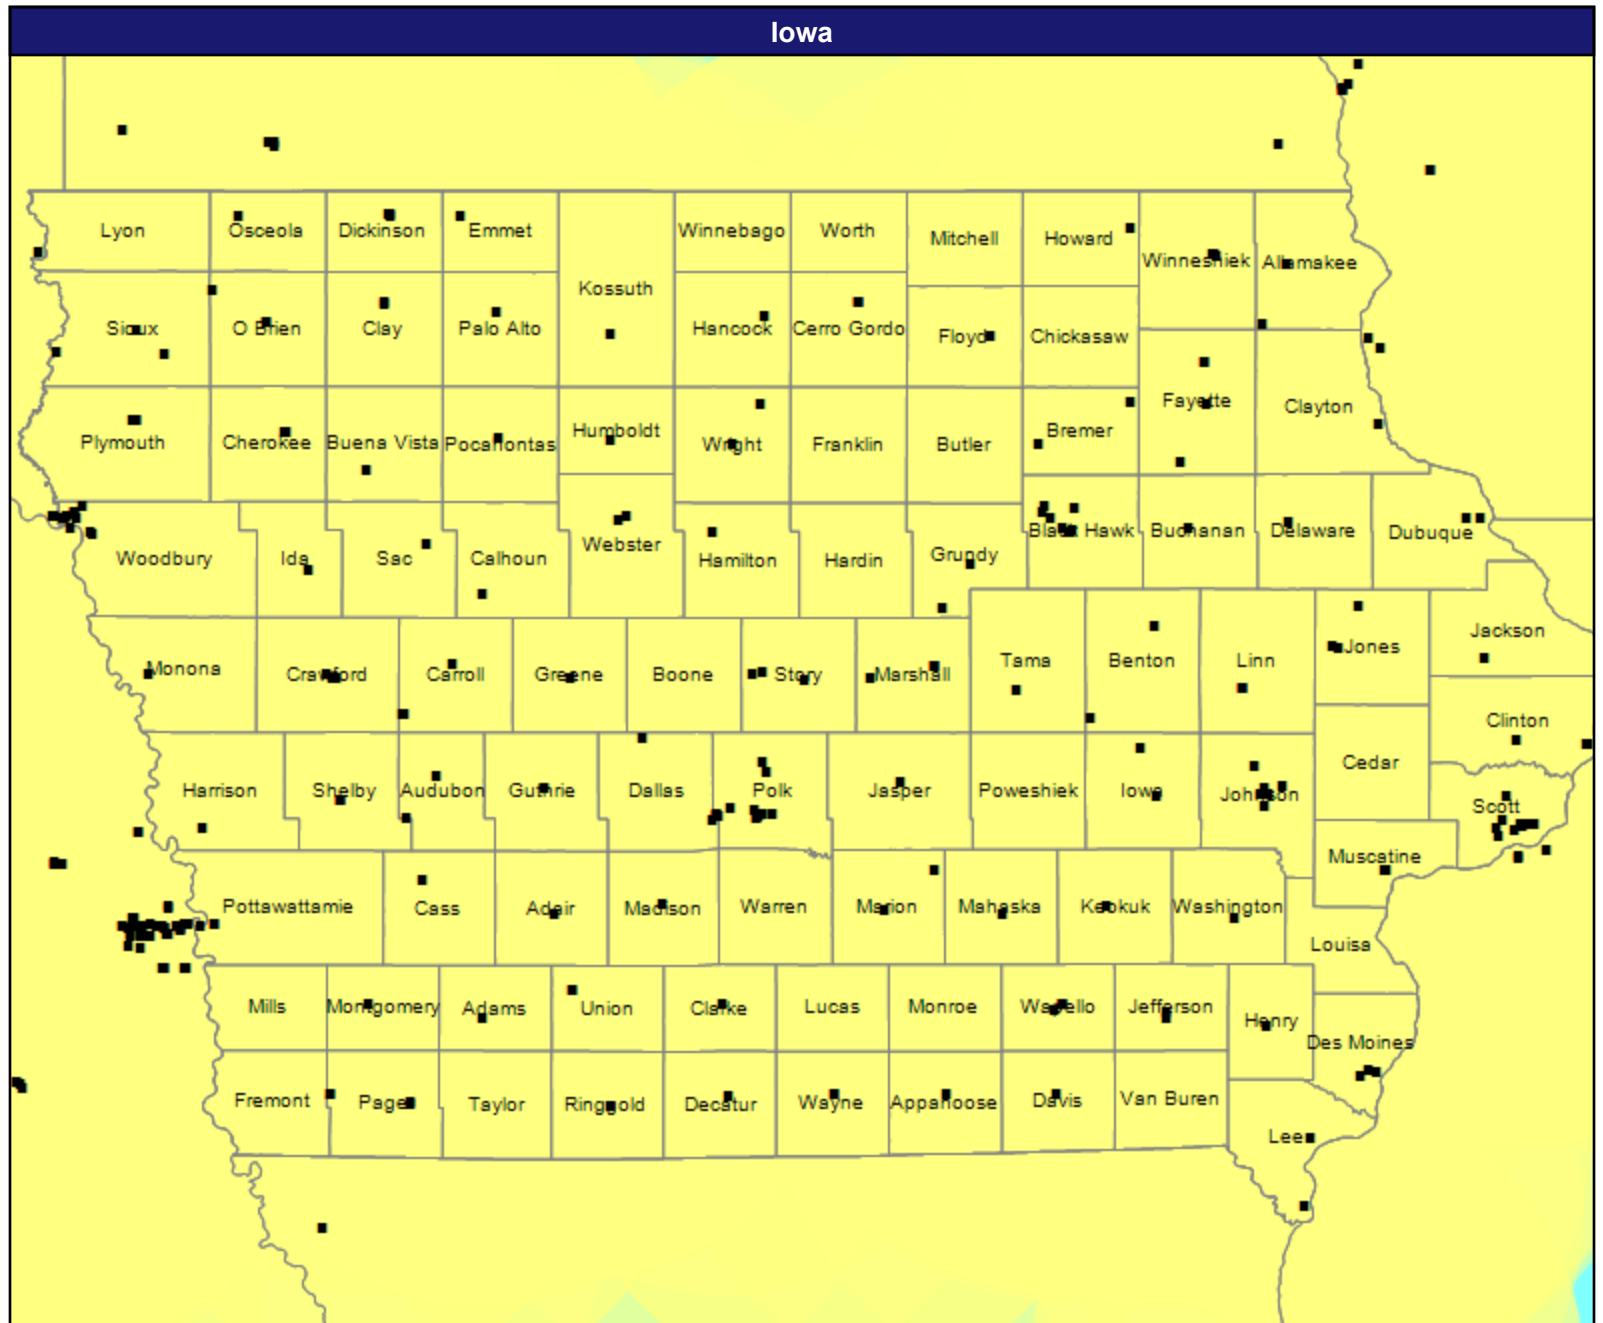 Iowa
Lyon
Osceola
Dickinson
Emmet
Kossuth
Winnebago
Worth
Mitchell
Howard
Winneshiek
Allamakee
Sioux
O Brien
Clay
Palo Alto
Hancock
Cerro Gordo
Floyd
Chickasaw
Plymouth
Cherokee
Buena Vista
Pocahontas
Humboldt
Wright
Franklin
Butler
Bremer
Fayette
Clayton
Woodbury
Ida
Sac
Calhoun
Webster
Hamilton
Hardin
Grundy
Black Hawk
Buchanan
Delaware
Dubuque
Monona
Crawford
Carroll
Greene
Boone
Story
Marshall
Tama
Benton
Linn
Jones
Jackson
Clinton
Harrison
Shelby
Audubon
Guthrie
Dallas
Polk
Jasper
Poweshiek
Iowa
Johnson
Cedar
Scott
Muscatine
Pottawattamie
Cass
Adair
Madison
Warren
Marion
Mahaska
Keokuk
Washington
Louisa
Mills
Montgomery
Adams
Union
Clarke
Lucas
Monroe
Wapello
Jefferson
Henry
Des Moines
Fremont
Page
Taylor
Ringgold
Decatur
Wayne
Appanoose
Davis
Van Buren
Lee